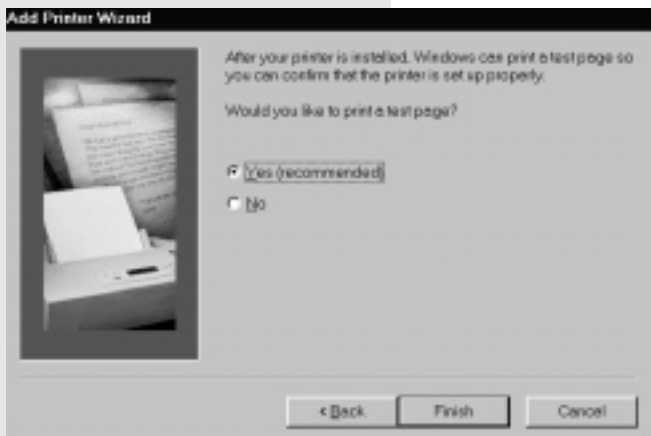 Add Printer Wizard
After your printer is installed, Windows can print a test page so
you can confirm that the printer is set up properly.
Would you like to print a test page?
Yes (recommended)
No
< Back
Finish
Cancel